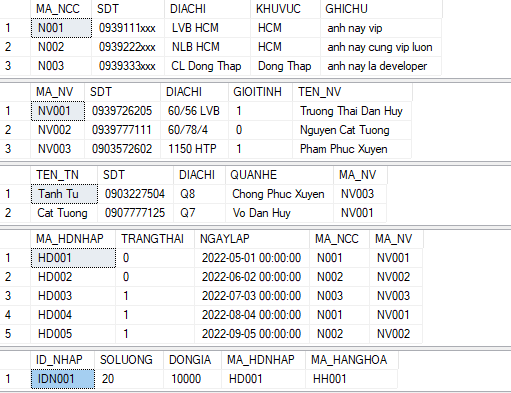 MA_NCC SDT DIACHI KHUVUC GHICHU
1 N001 0939111xxx LVB HCM HCM anh nay vip
2 N002 0939222xxx NLB HCM HCM anh nay cung vip luon
3 N003 0939333xxx CL Dong Thap Dong Thap anh nay la developer
MA_NV SDT DIACHI GIOITINH TEN_NV
1 NV001 0939726205 60/56 LVB 1 Truong Thai Dan Huy
2 NV002 0939777111 60/78/4 0 Nguyen Cat Tuong
3 NV003 0903572602 1150 HTP 1 Pham Phuc Xuyen
TEN_TN SDT DIACHI QUANHE MA_NV
1 Tanh Tu 0903227504 Q8 Chong Phuc Xuyen NV003
2 Cat Tuong 0907777125 Q7 Vo Dan Huy NV001
MA_HDNHAP TRANGTHAI NGAYLAP MA_NCC MA_NV
1 HD001 0 2022-05-01 00:00:00 N001 NV001
2 HD002 0 2022-06-02 00:00:00 N002 NV002
3 HD003 1 2022-07-03 00:00:00 N003 NV003
4 HD004 1 2022-08-04 00:00:00 N001 NV001
5 HD005 1 2022-09-05 00:00:00 N002 NV002
ID_NHAP SOLUONG DONGIA MA_HDNHAP MA_HANGHOA
1 IDN001 20 10000 HD001 HH001